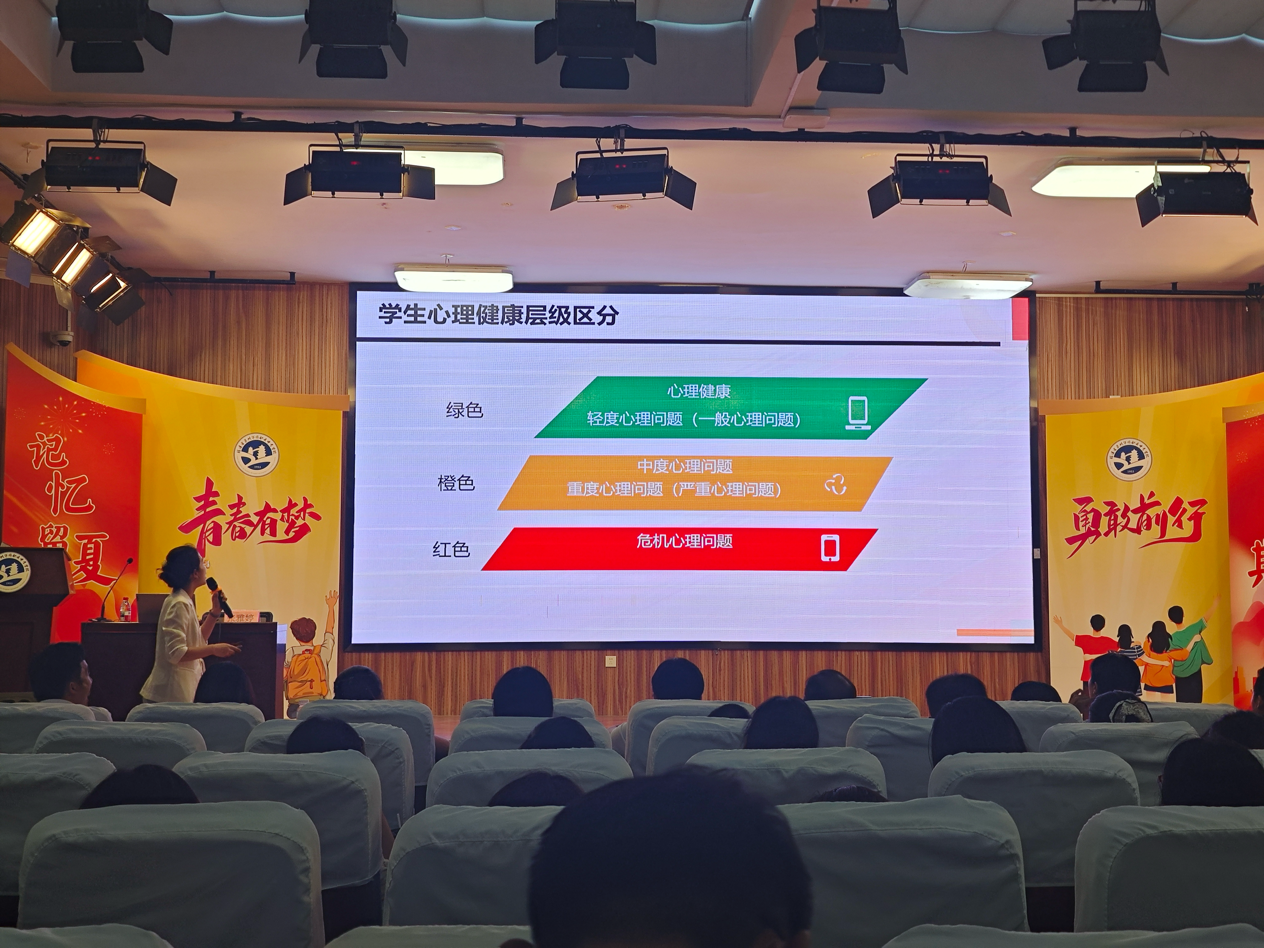 学生心理健康层级区分
绿色
心理健康
轻度心理问题（一般心理问题）
橙色
中度心理问题
重度心理问题（严重心理问题）
红色
危机心理问题
记忆
夏
青春有梦
勇敢前行